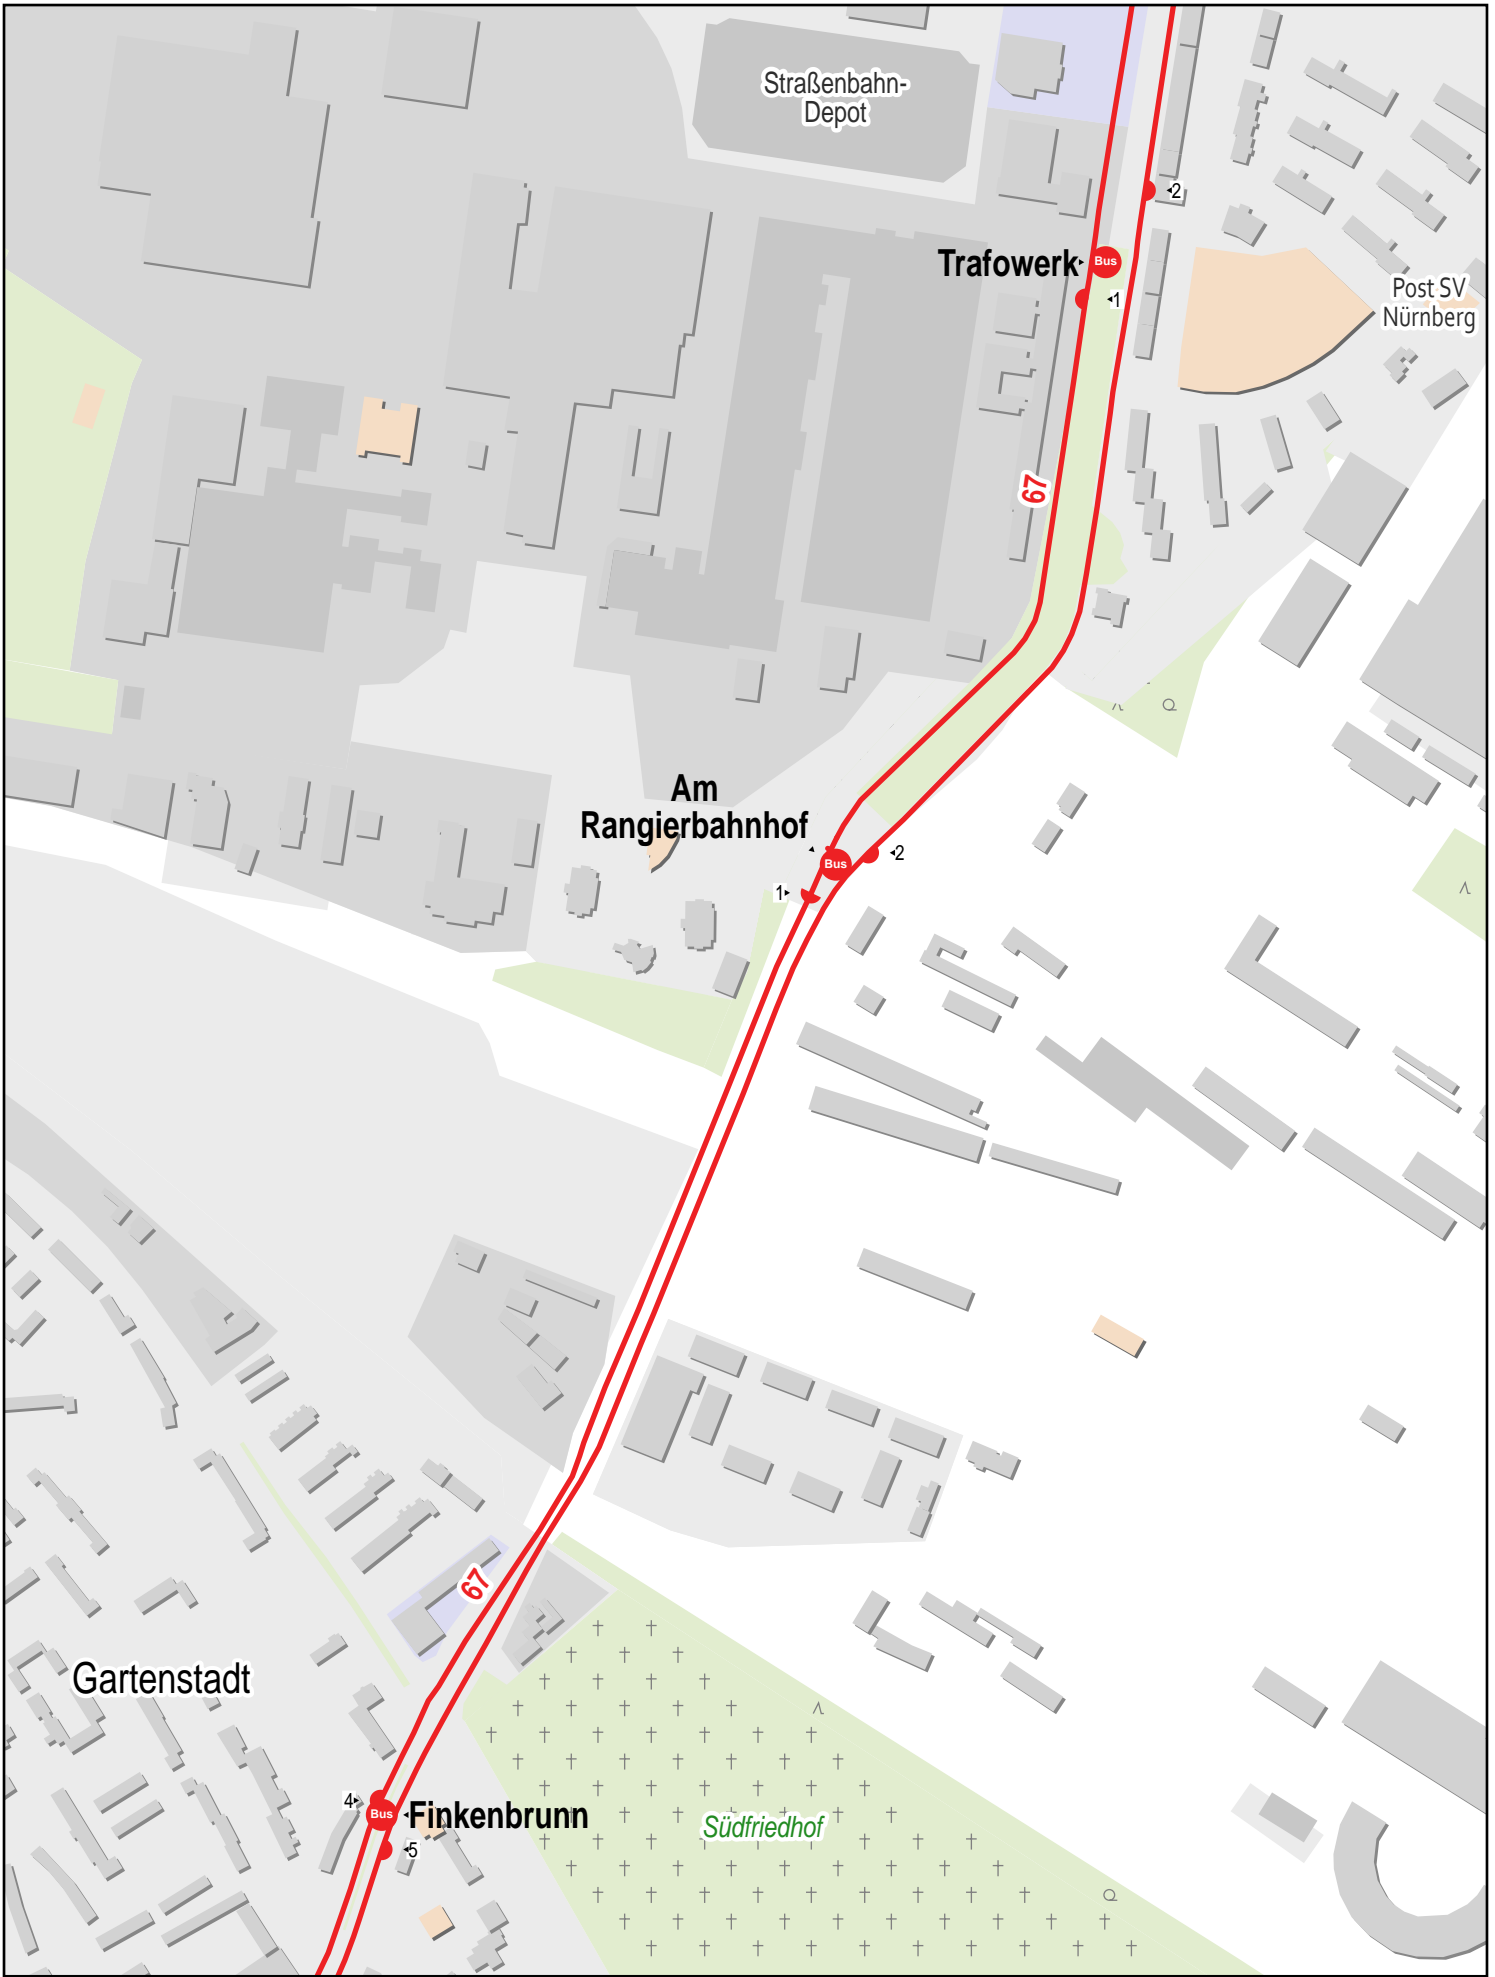 Straßenbahn-
Depot
2
Trafowerk
Bus
1
Post SV
Nürnberg
67
Am
Rangierbahnhof
Bus
2
1
67
Gartenstadt
4
Bus
Finkenbrunn
5
Südfriedhof